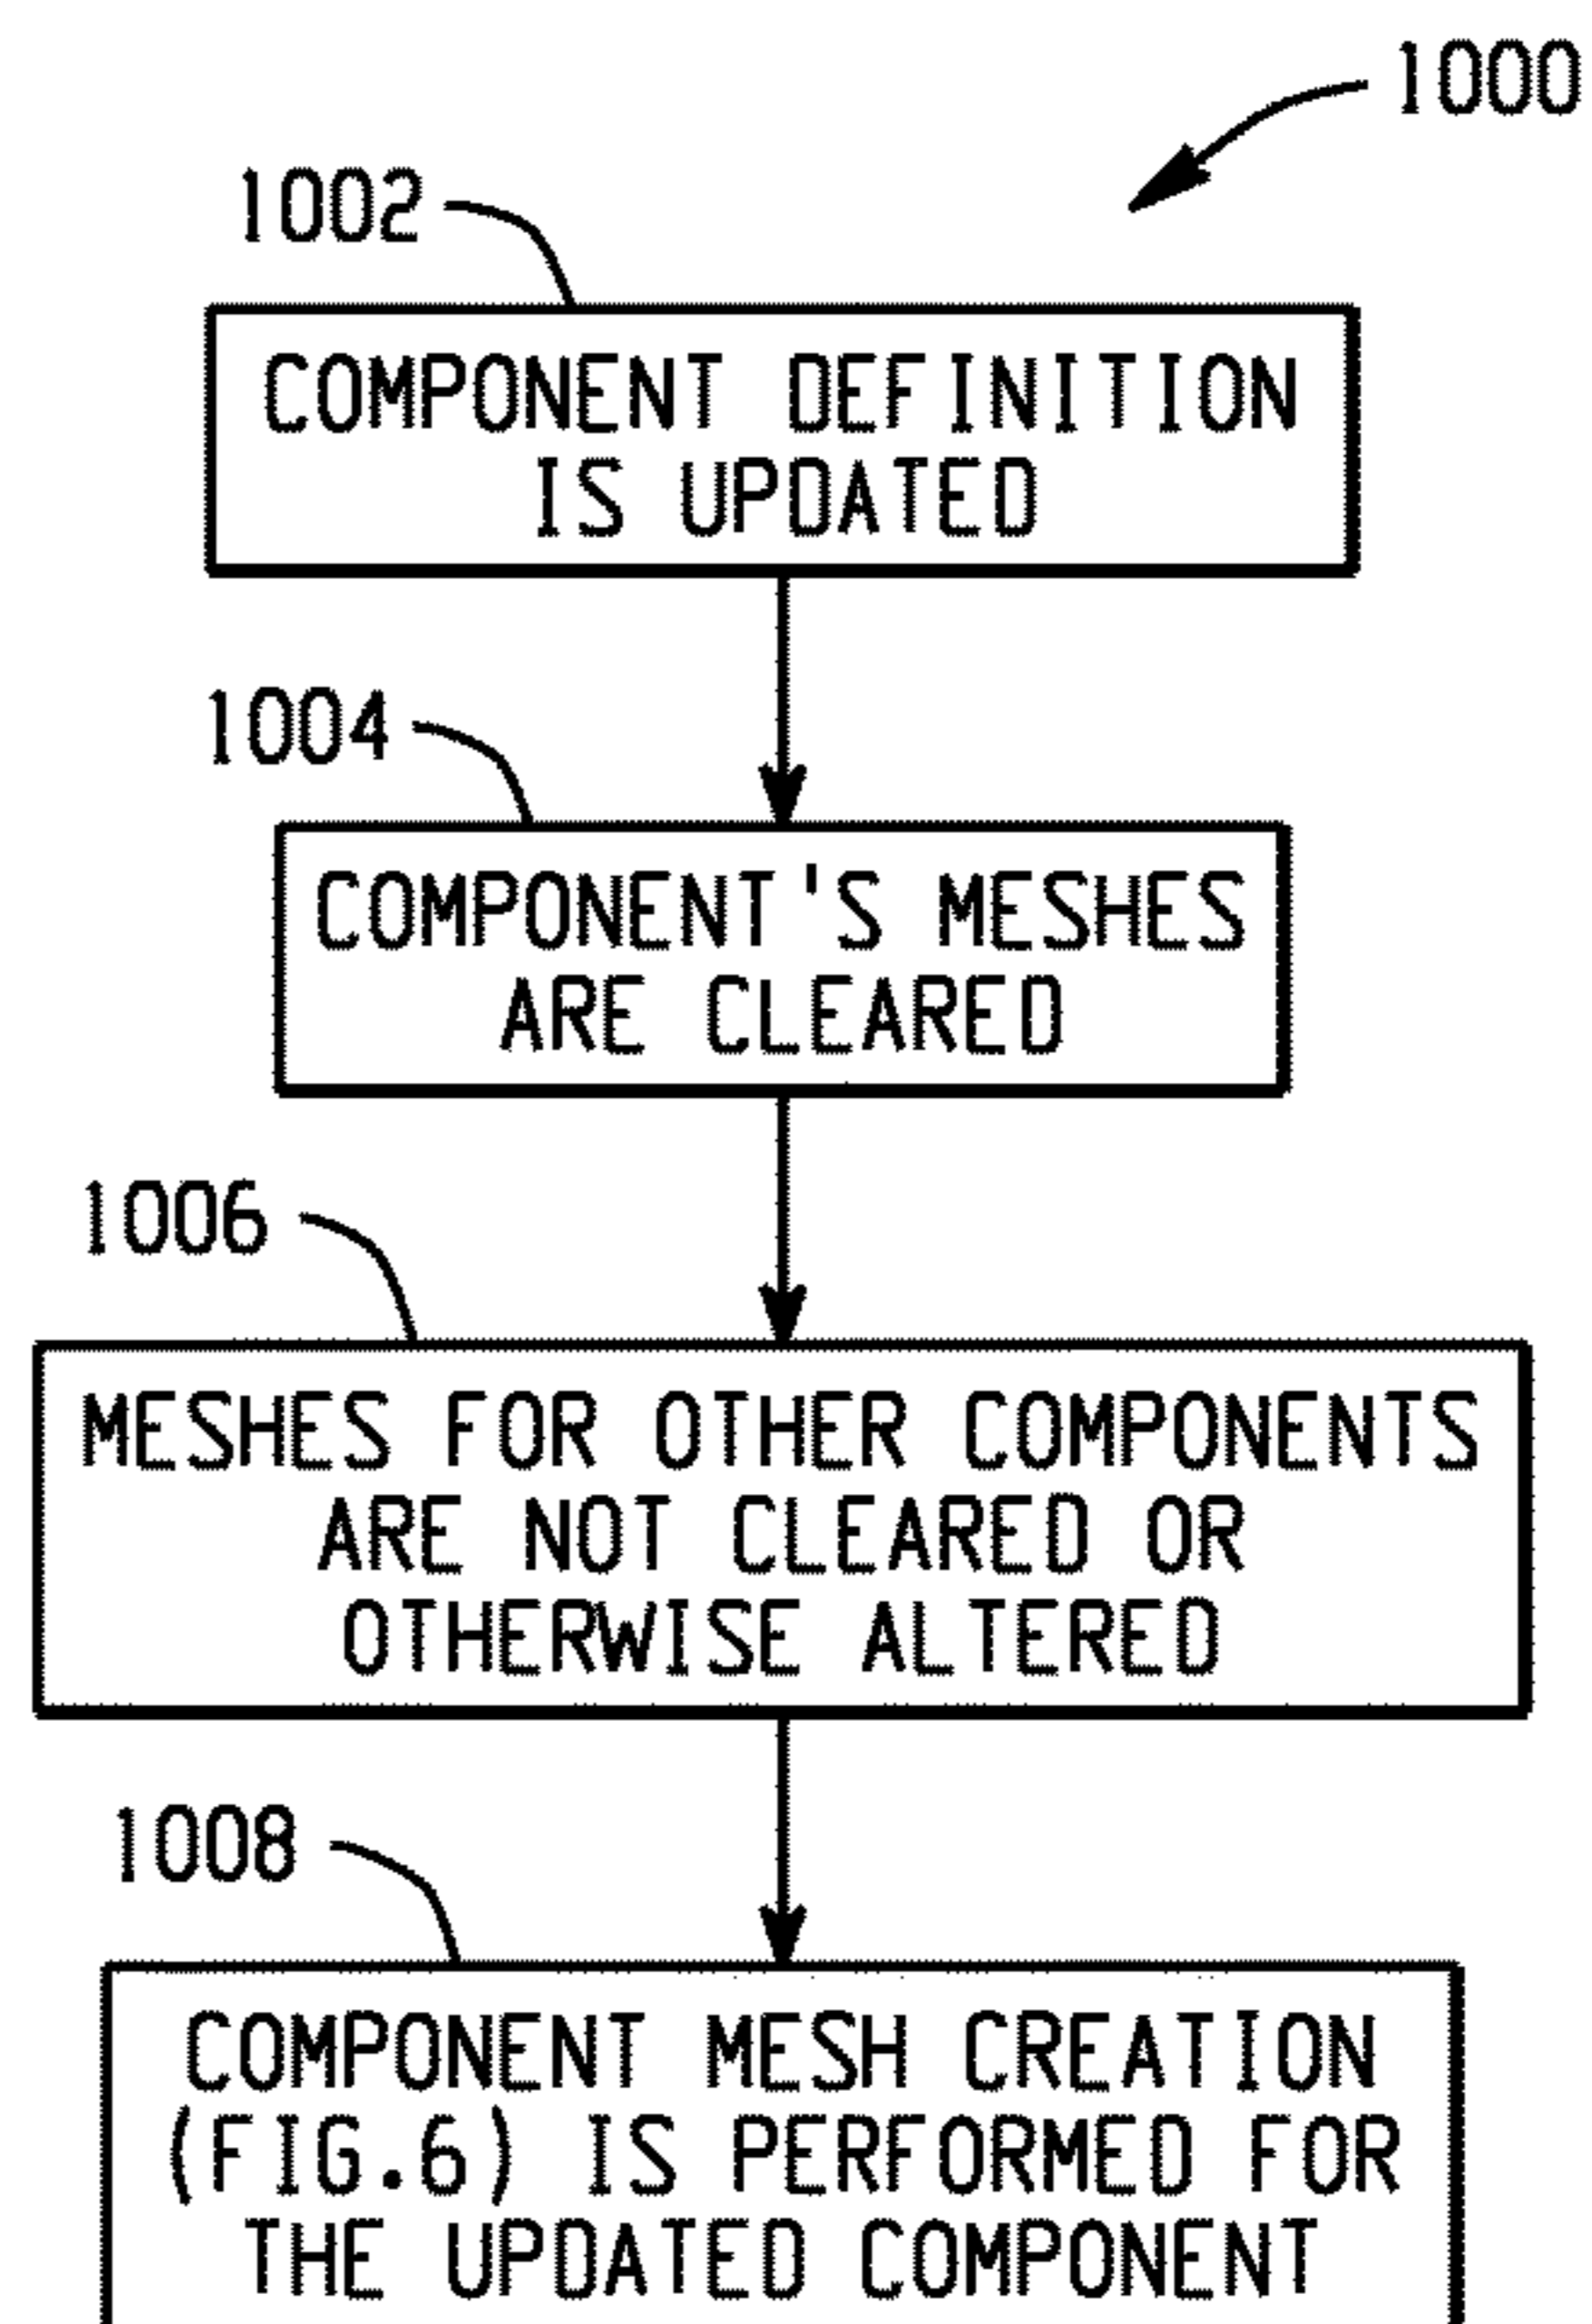 1000
1002
COMPONENT DEFINITION
IS UPDATED
1004
COMPONENT'S MESHES
ARE CLEARED
1006
MESHES FOR OTHER COMPONENTS
ARE NOT CLEARED OR
OTHERWISE ALTERED
1008
COMPONENT MESH CREATION
(FIG.6) IS PERFORMED FOR
THE UPDATED COMPONENT